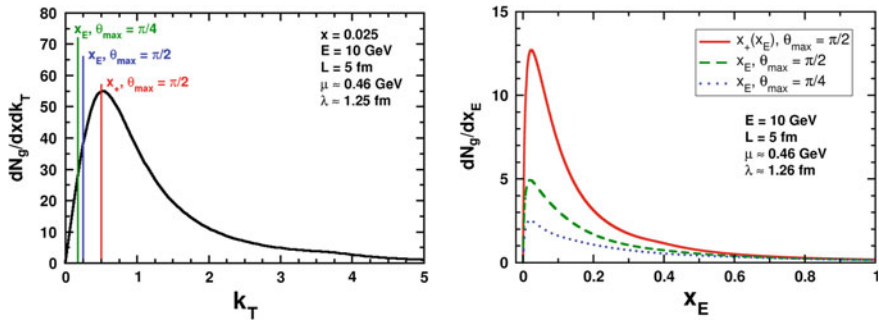 x_E, θ_max = π/4
x_E, θ_max = π/2
x_+, θ_max = π/2
x = 0.025
E = 10 GeV
L = 5 fm
μ ≈ 0.46 GeV
λ ≈ 1.25 fm
80
70
60
50
40
30
20
10
0
dN_g/dxdk_T
0 1 2 3 4 5
k_T
x_+(x_E), θ_max = π/2
x_E, θ_max = π/2
x_E, θ_max = π/4
E = 10 GeV
L = 5 fm
μ ≈ 0.46 GeV
λ ≈ 1.26 fm
15
10
5
0
dN_g/dx_E
0 0.2 0.4 0.6 0.8 1
x_E